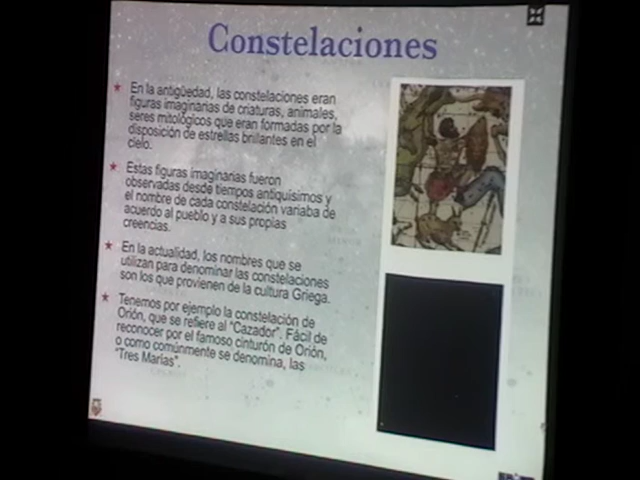 Constelaciones
En la antigüedad, las constelaciones eran
figuras imaginarias de criaturas, animales,
seres mitológicos que eran formadas por la
disposición de estrellas brillantes en el
cielo.
Estas figuras imaginarias fueron
observadas desde tiempos antiquísimos y
el nombre de cada constelación variaba de
acuerdo al pueblo y a sus propias
creencias.
En la actualidad, los nombres que se
utilizan para denominar las constelaciones
son los que provienen de la cultura Griega.
Tenemos por ejemplo la constelación de
Orión, que se refiere al "Cazador". Fácil de
reconocer por el famoso cinturón de Orión,
o como comúnmente se denomina, las
"Tres Marías".